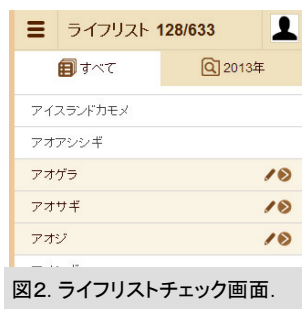 ライフリスト 128/633
すべて
2013年
アイスランドカモメ
アオアシシギ
アオゲラ
アオサギ
アオジ
図2. ライフリストチェック画面.